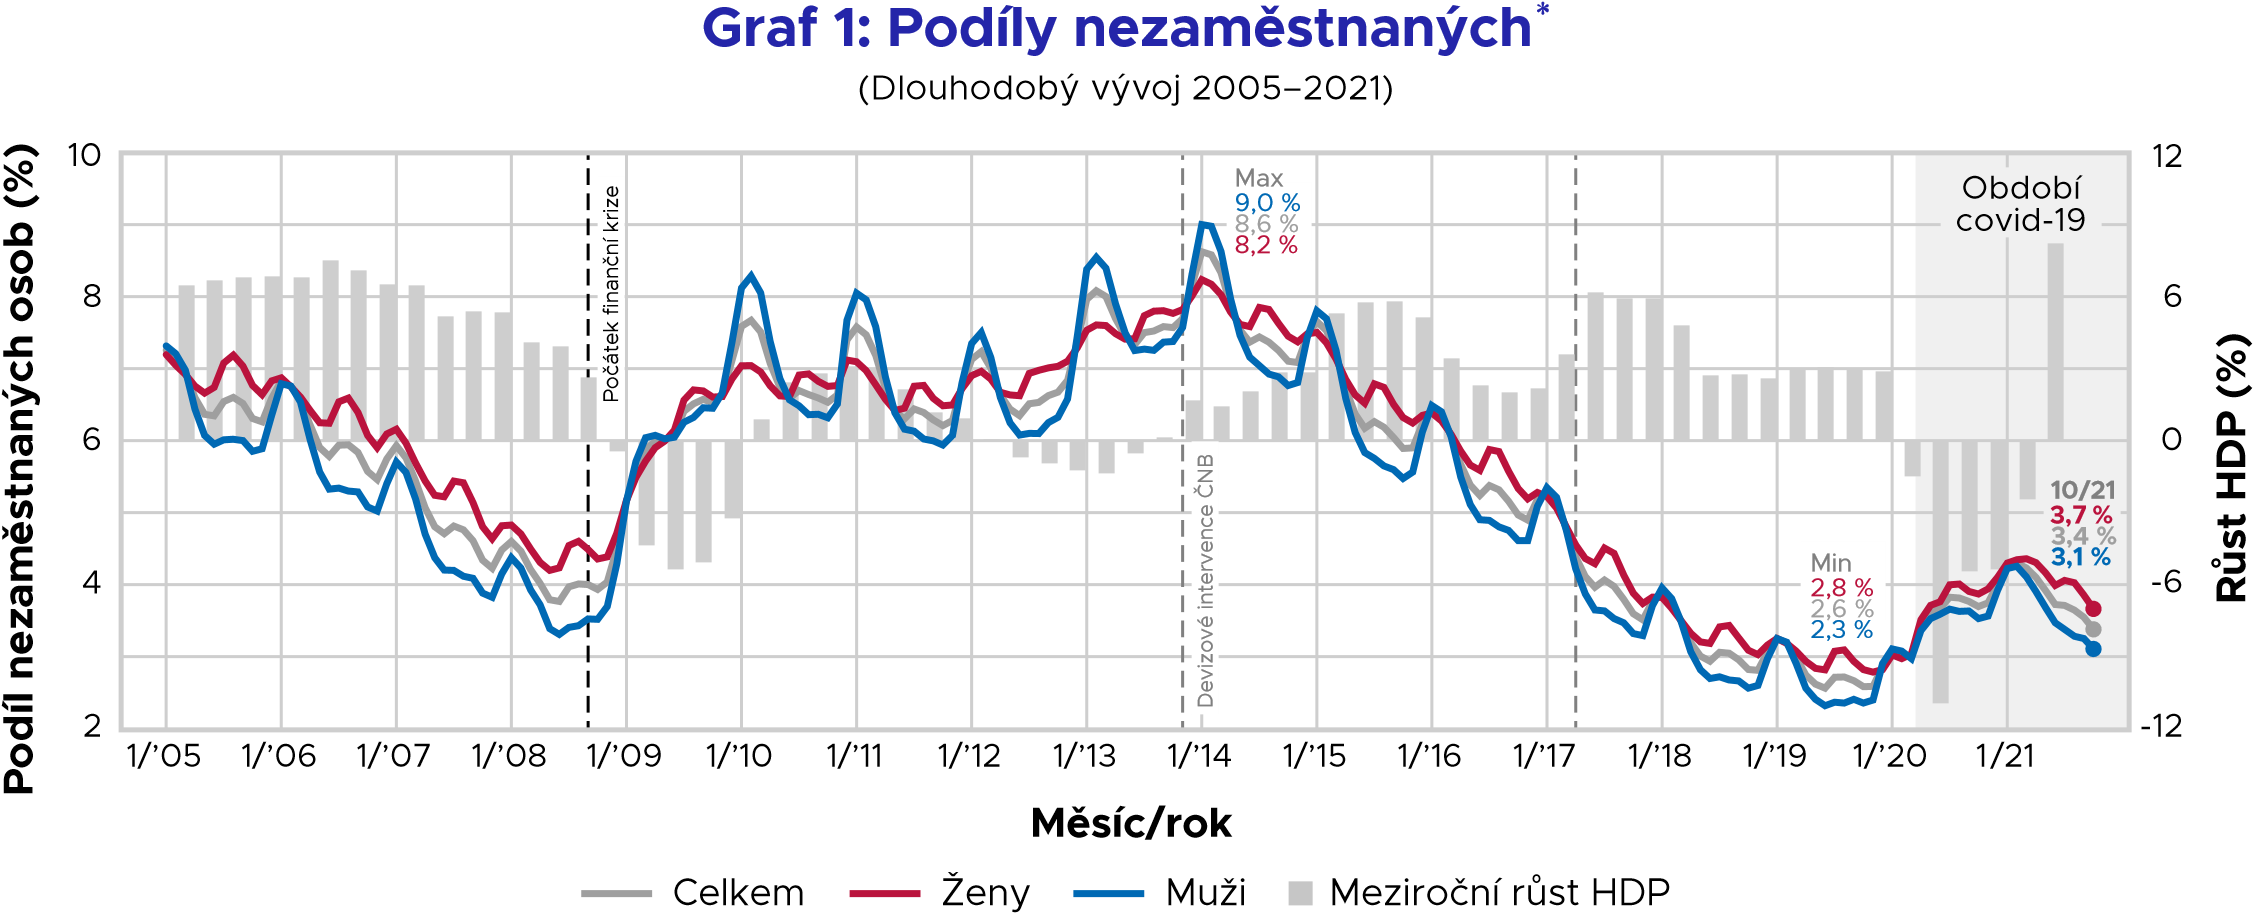 Graf 1: Podíly nezaměstnaných*
(Dlouhodobý vývoj 2005–2021)
Podíl nezaměstnaných osob (%)
10
8
6
4
2
Počátek finanční krize
Devizové intervence ČNB
Max
9,0 %
8,6 %
8,2 %
Min
2,8 %
2,6 %
2,3 %
Období
covid-19
10/21
3,7 %
3,4 %
3,1 %
12
6
0
-6
-12
Růst HDP (%)
1/’05 1/’06 1/’07 1/’08 1/’09 1/’10 1/’11 1/’12 1/’13 1/’14 1/’15 1/’16 1/’17 1/’18 1/’19 1/’20 1/’21
Měsíc/rok
Celkem Ženy Muži Meziroční růst HDP